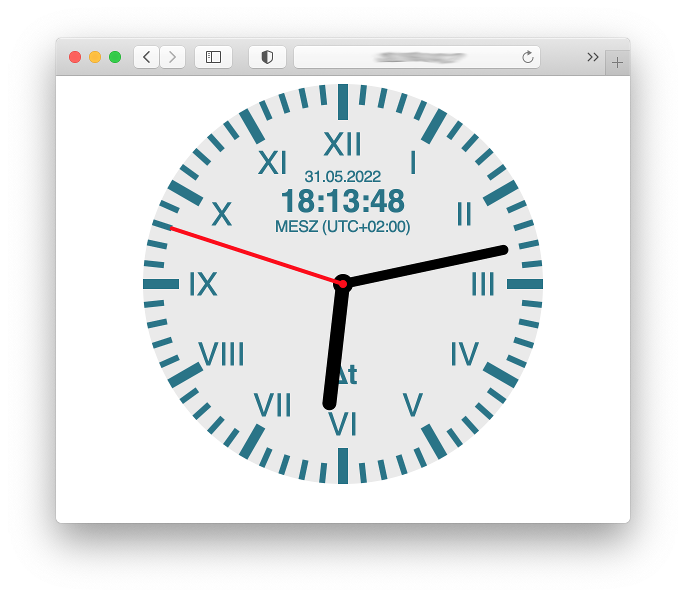 XII
XI I
31.05.2022
18:13:48
X II
MESZ (UTC+02:00)
IX III
VIII IV
VII V
VI